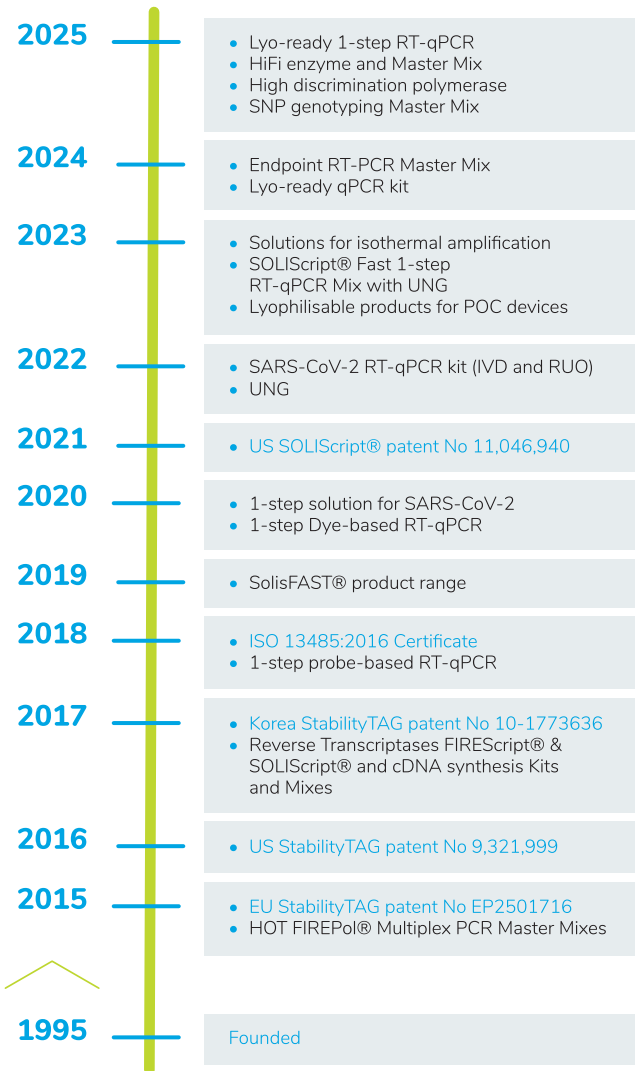 2025
• Lyo-ready 1-step RT-qPCR
• HiFi enzyme and Master Mix
• High discrimination polymerase
• SNP genotyping Master Mix
2024
• Endpoint RT-PCR Master Mix
• Lyo-ready qPCR kit
2023
• Solutions for isothermal amplification
• SOLIScript® Fast 1-step
RT-qPCR Mix with UNG
• Lyophilisable products for POC devices
2022
• SARS-CoV-2 RT-qPCR kit (IVD and RUO)
• UNG
2021
• US SOLIScript® patent No 11,046,940
2020
• 1-step solution for SARS-CoV-2
• 1-step Dye-based RT-qPCR
2019
• SolisFAST® product range
2018
• ISO 13485:2016 Certificate
• 1-step probe-based RT-qPCR
2017
• Korea StabilityTAG patent No 10-1773636
• Reverse Transcriptases FIREScript® &
SOLIScript® and cDNA synthesis Kits
and Mixes
2016
• US StabilityTAG patent No 9,321,999
2015
• EU StabilityTAG patent No EP2501716
• HOT FIREPol® Multiplex PCR Master Mixes
1995
Founded